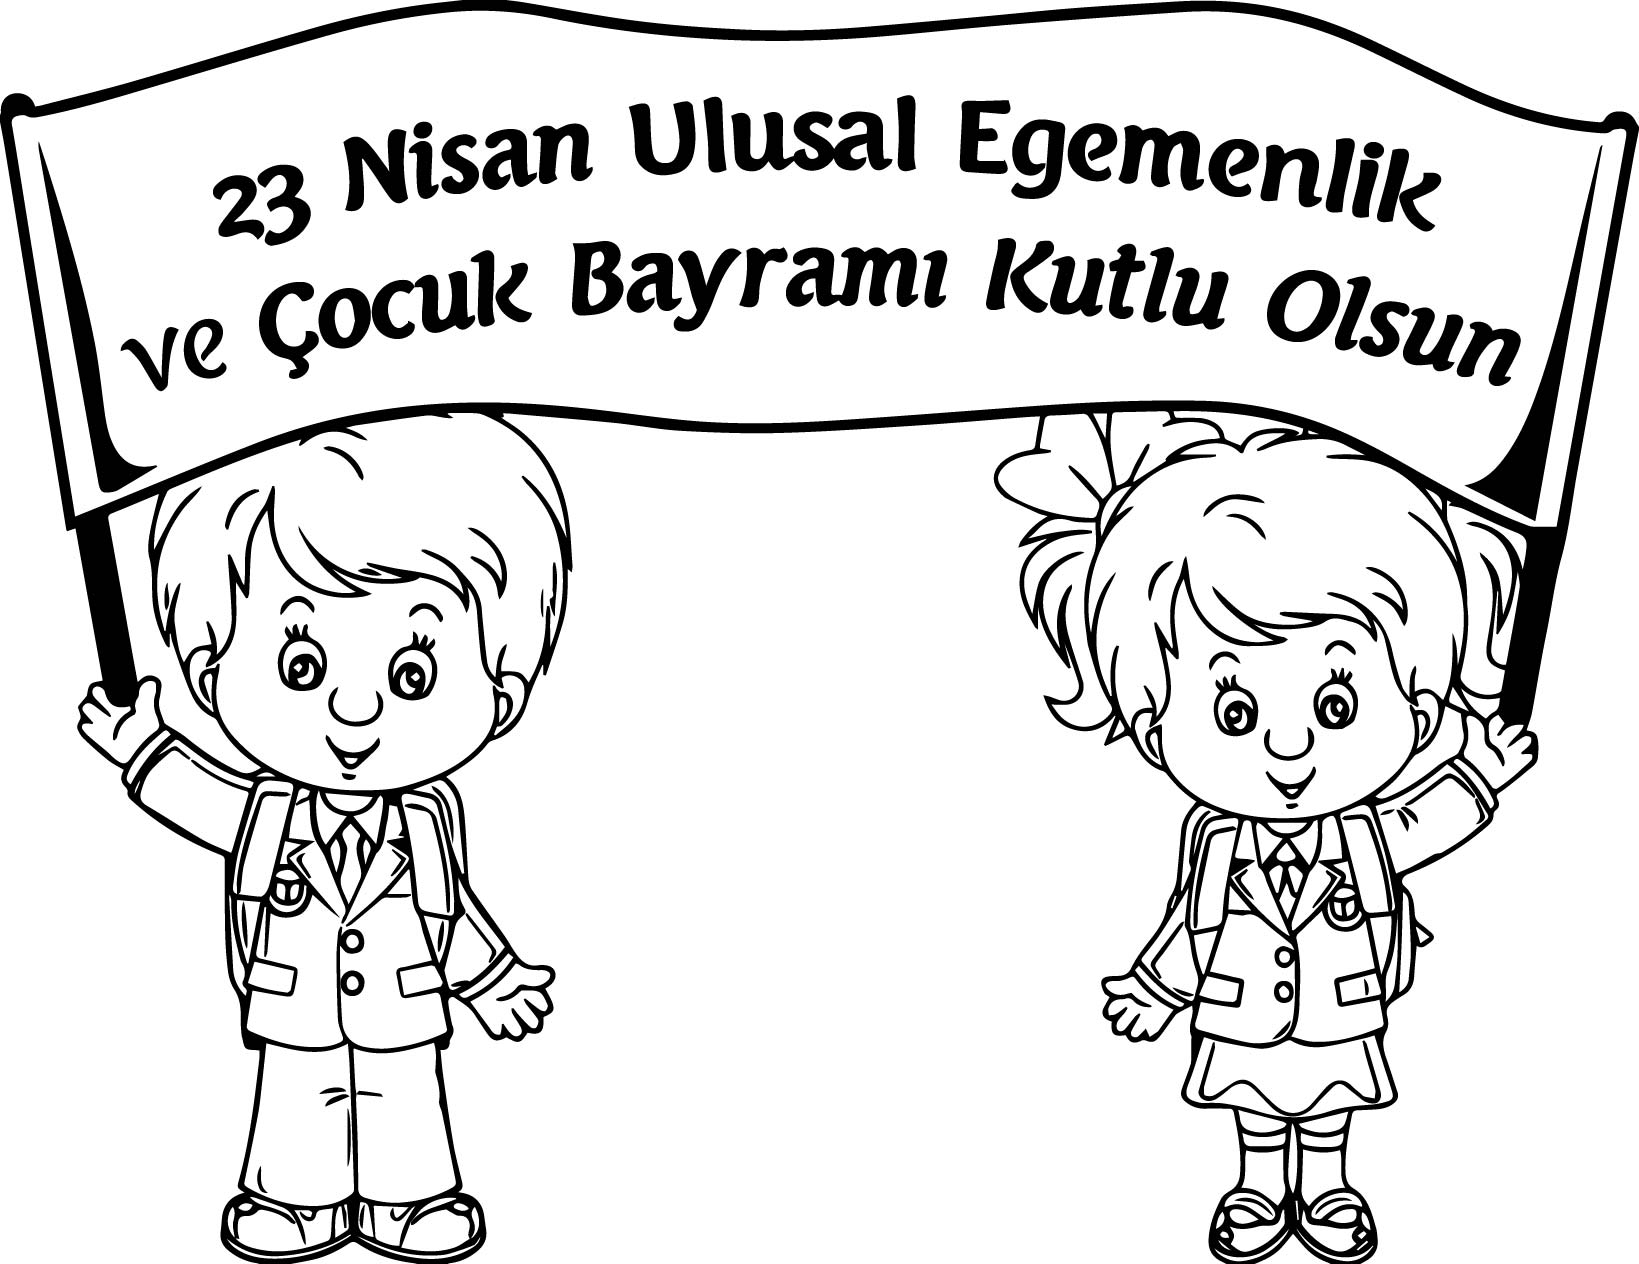 23 Nisan Ulusal Egemenlik
ve Çocuk Bayramı Kutlu Olsun